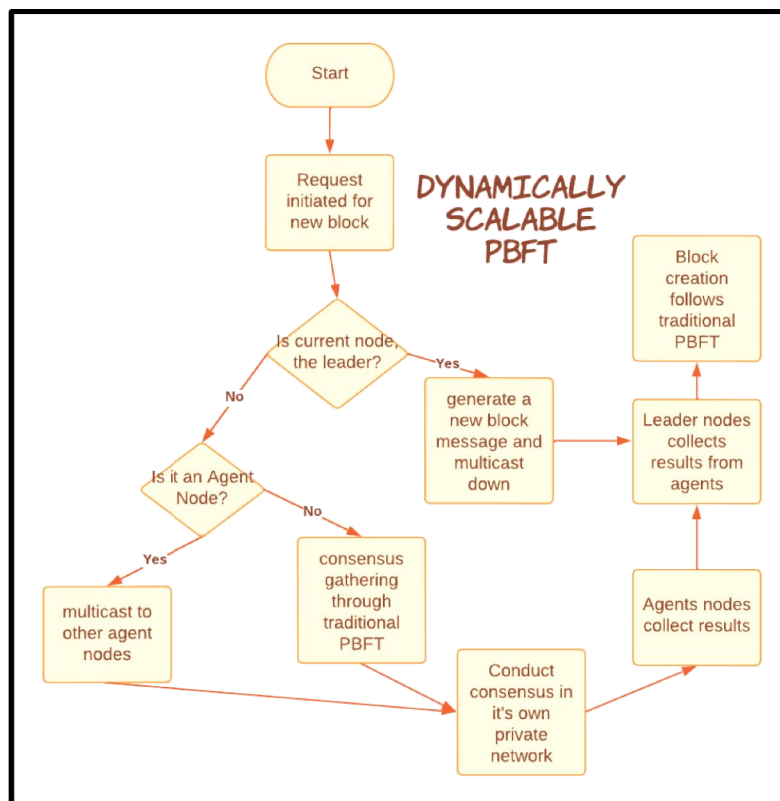 Start
Request
initiated for
new block
DYNAMICALLY
SCALABLE
PBFT
Block
creation
follows
traditional
PBFT
Is current node,
the leader?
Yes
No
generate a
new block
message and
multicast
down
Leader nodes
collects
results from
agents
Is it an Agent
Node?
No
Yes
consensus
gathering
through
traditional
PBFT
multicast to
other agent
nodes
Agents nodes
collect results
Conduct
consensus in
it's own
private
network